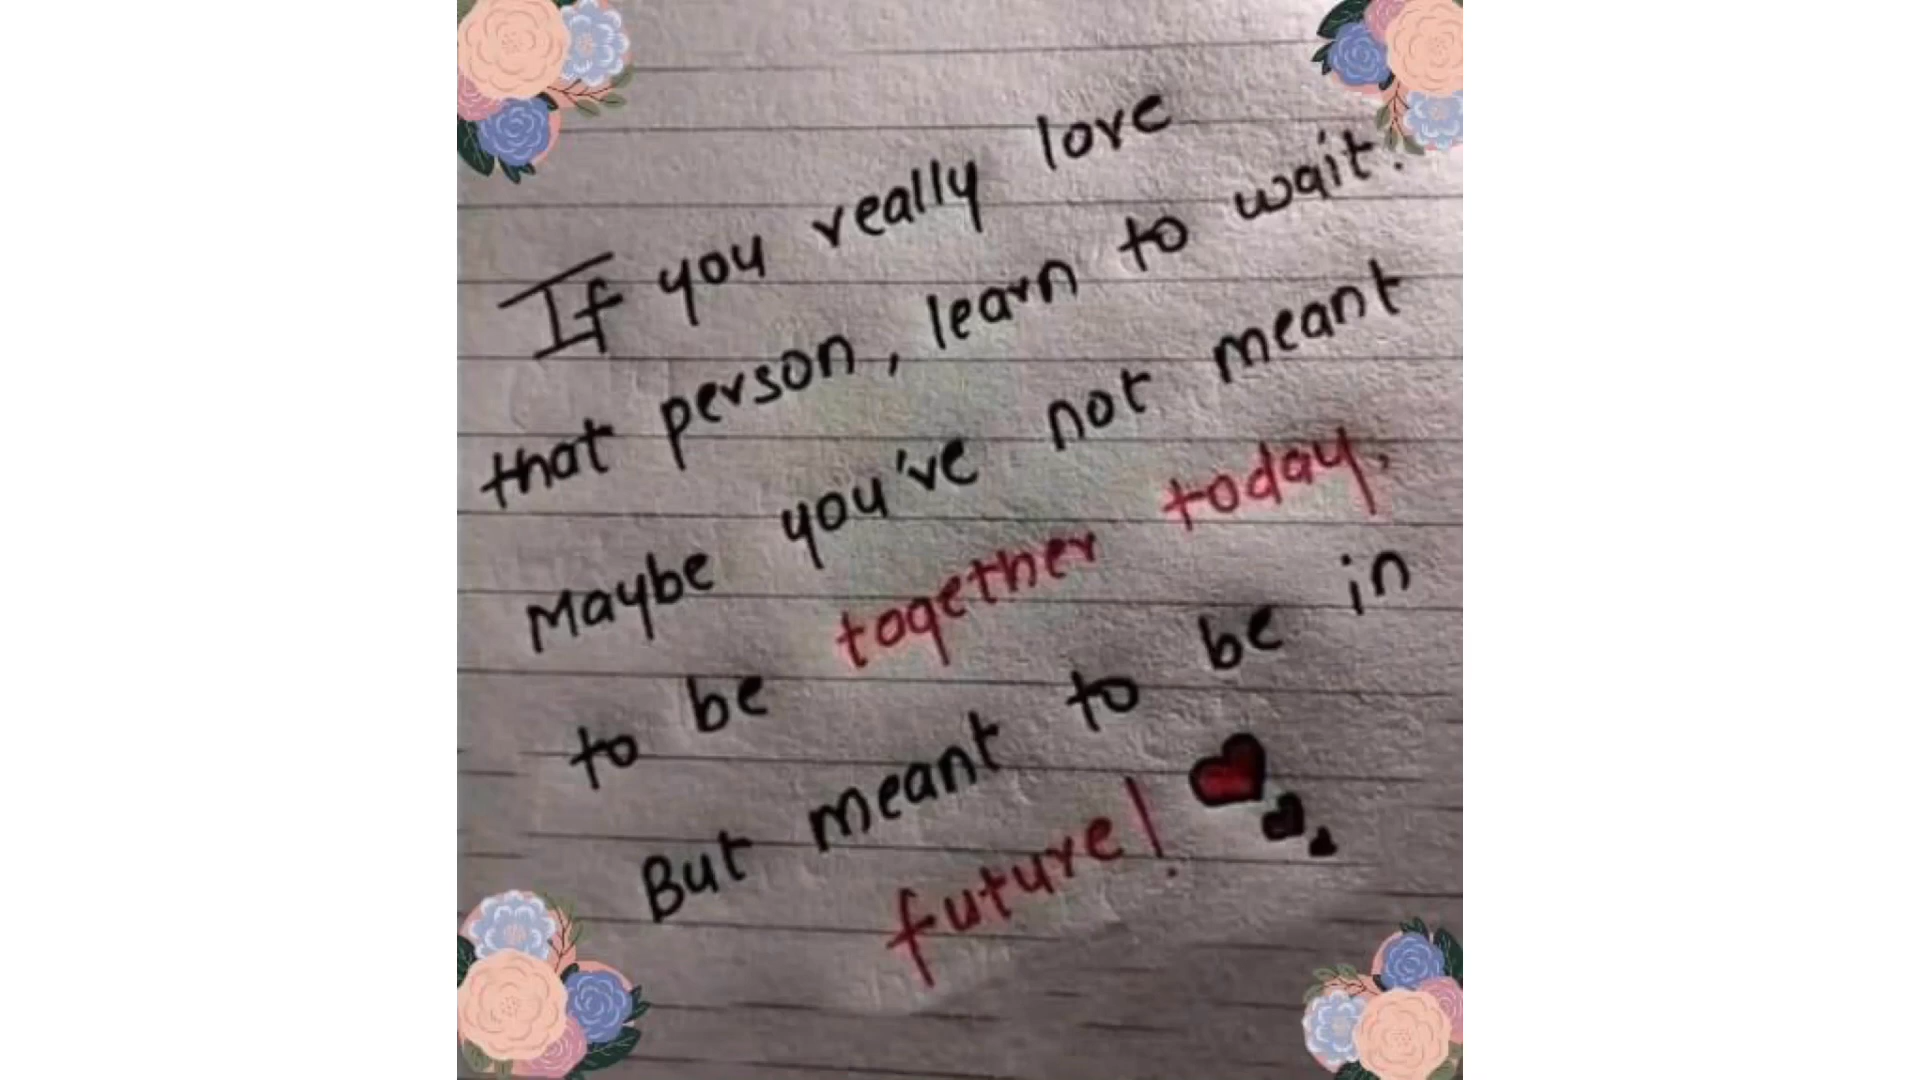 If you really love
that person, learn to wait.
Maybe you've not meant
to be together today,
But meant to be in
future!